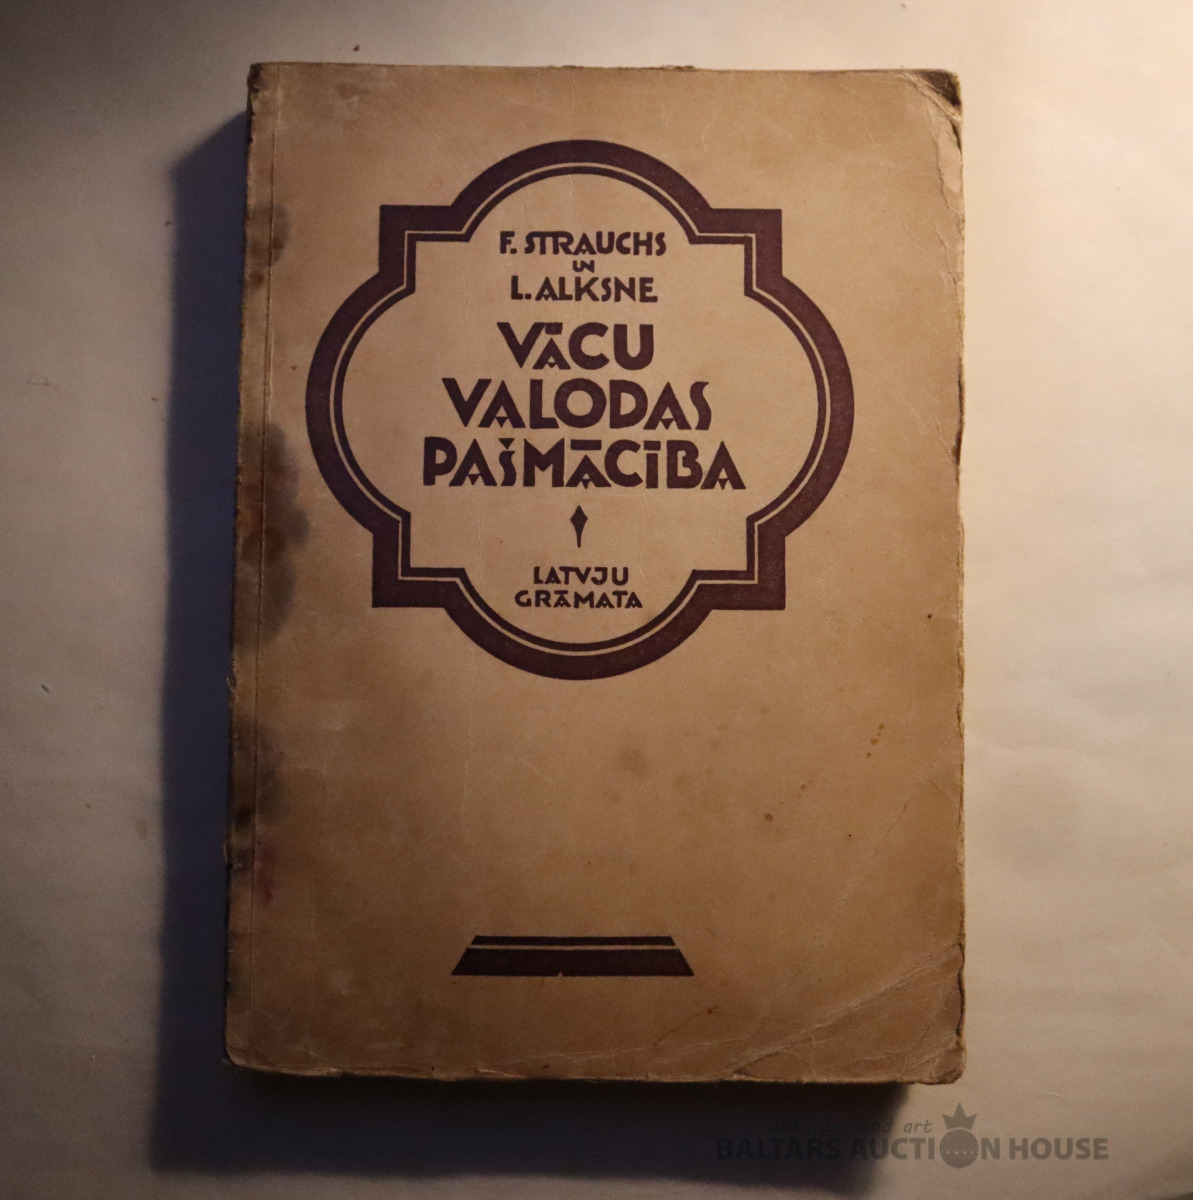 F. STRAUCHS
UN
L. ALKSNE
VĀCU
VALODAS
PAŠMĀCĪBA
LATVJU
GRĀMATA
antiques and art
BALTARS AUCTION HOUSE